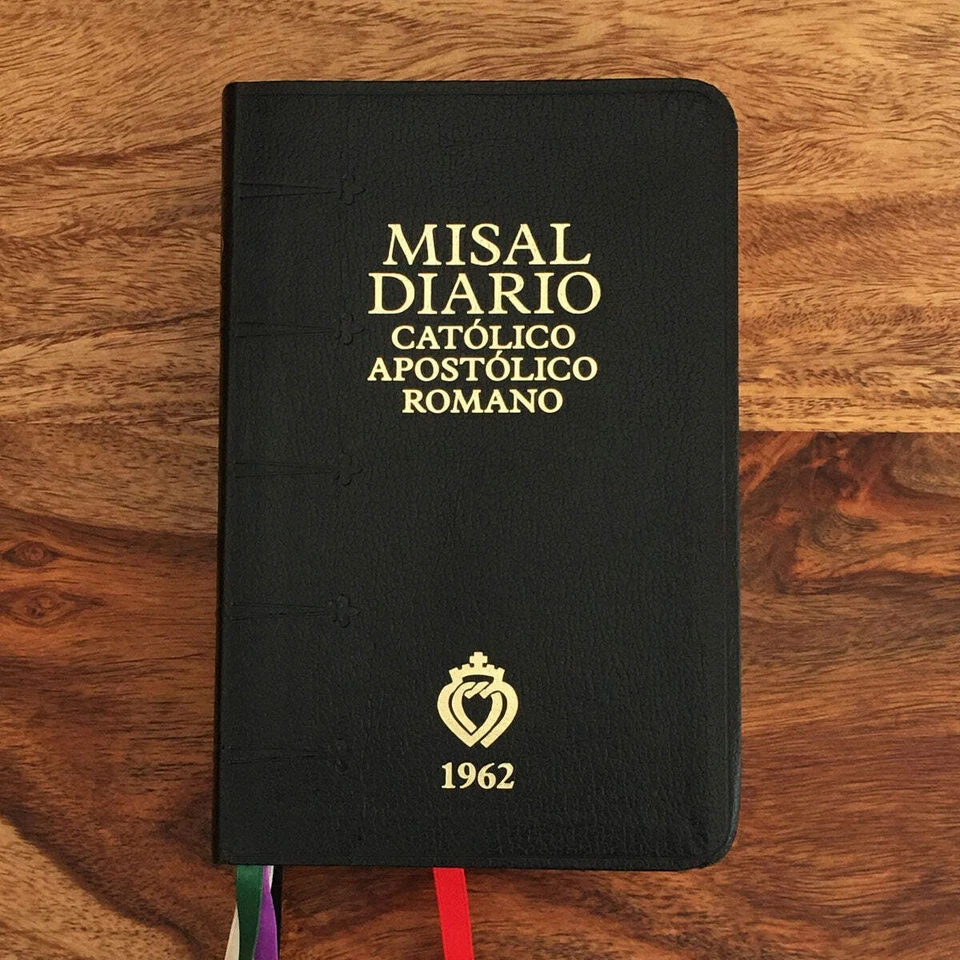 MISAL
DIARIO
CATÓLICO
APOSTÓLICO
ROMANO
1962